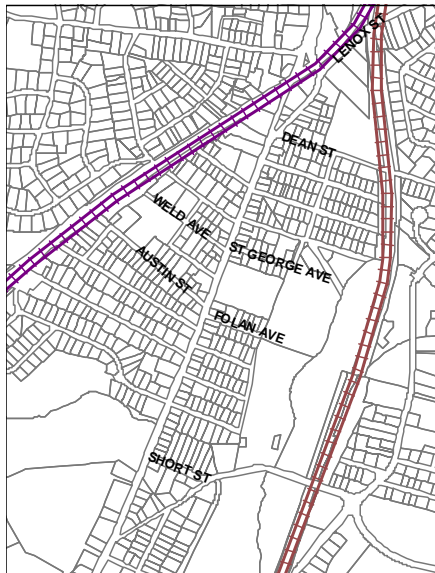 LENOX ST
DEAN ST
WELD AVE
ST GEORGE AVE
AUSTIN ST
FOLAN AVE
SHORT ST